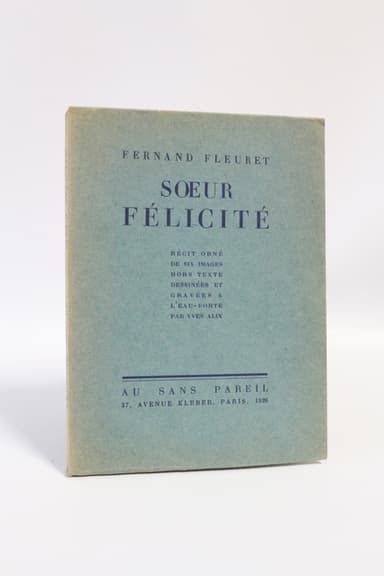 FERNAND FLEURET
SŒUR
FÉLICITÉ
RÉCIT ORNÉ
DE SIX IMAGES
HORS TEXTE
DESSINÉES ET
GRAVÉES A
L'EAU-FORTE
PAR YVES ALIX
AU SANS PAREIL
37, AVENUE KLEBER, PARIS, 1926